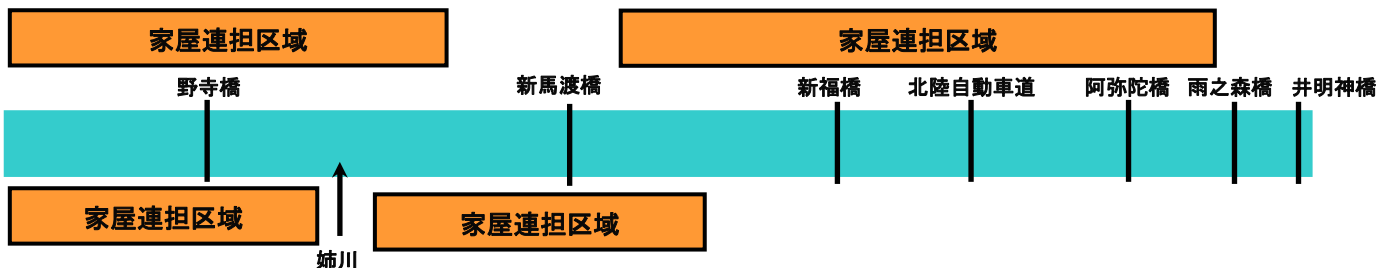 家屋連担区域
家屋連担区域
野寺橋
新馬渡橋
新福橋
北陸自動車道
阿弥陀橋
雨之森橋
井明神橋
家屋連担区域
家屋連担区域
姉川